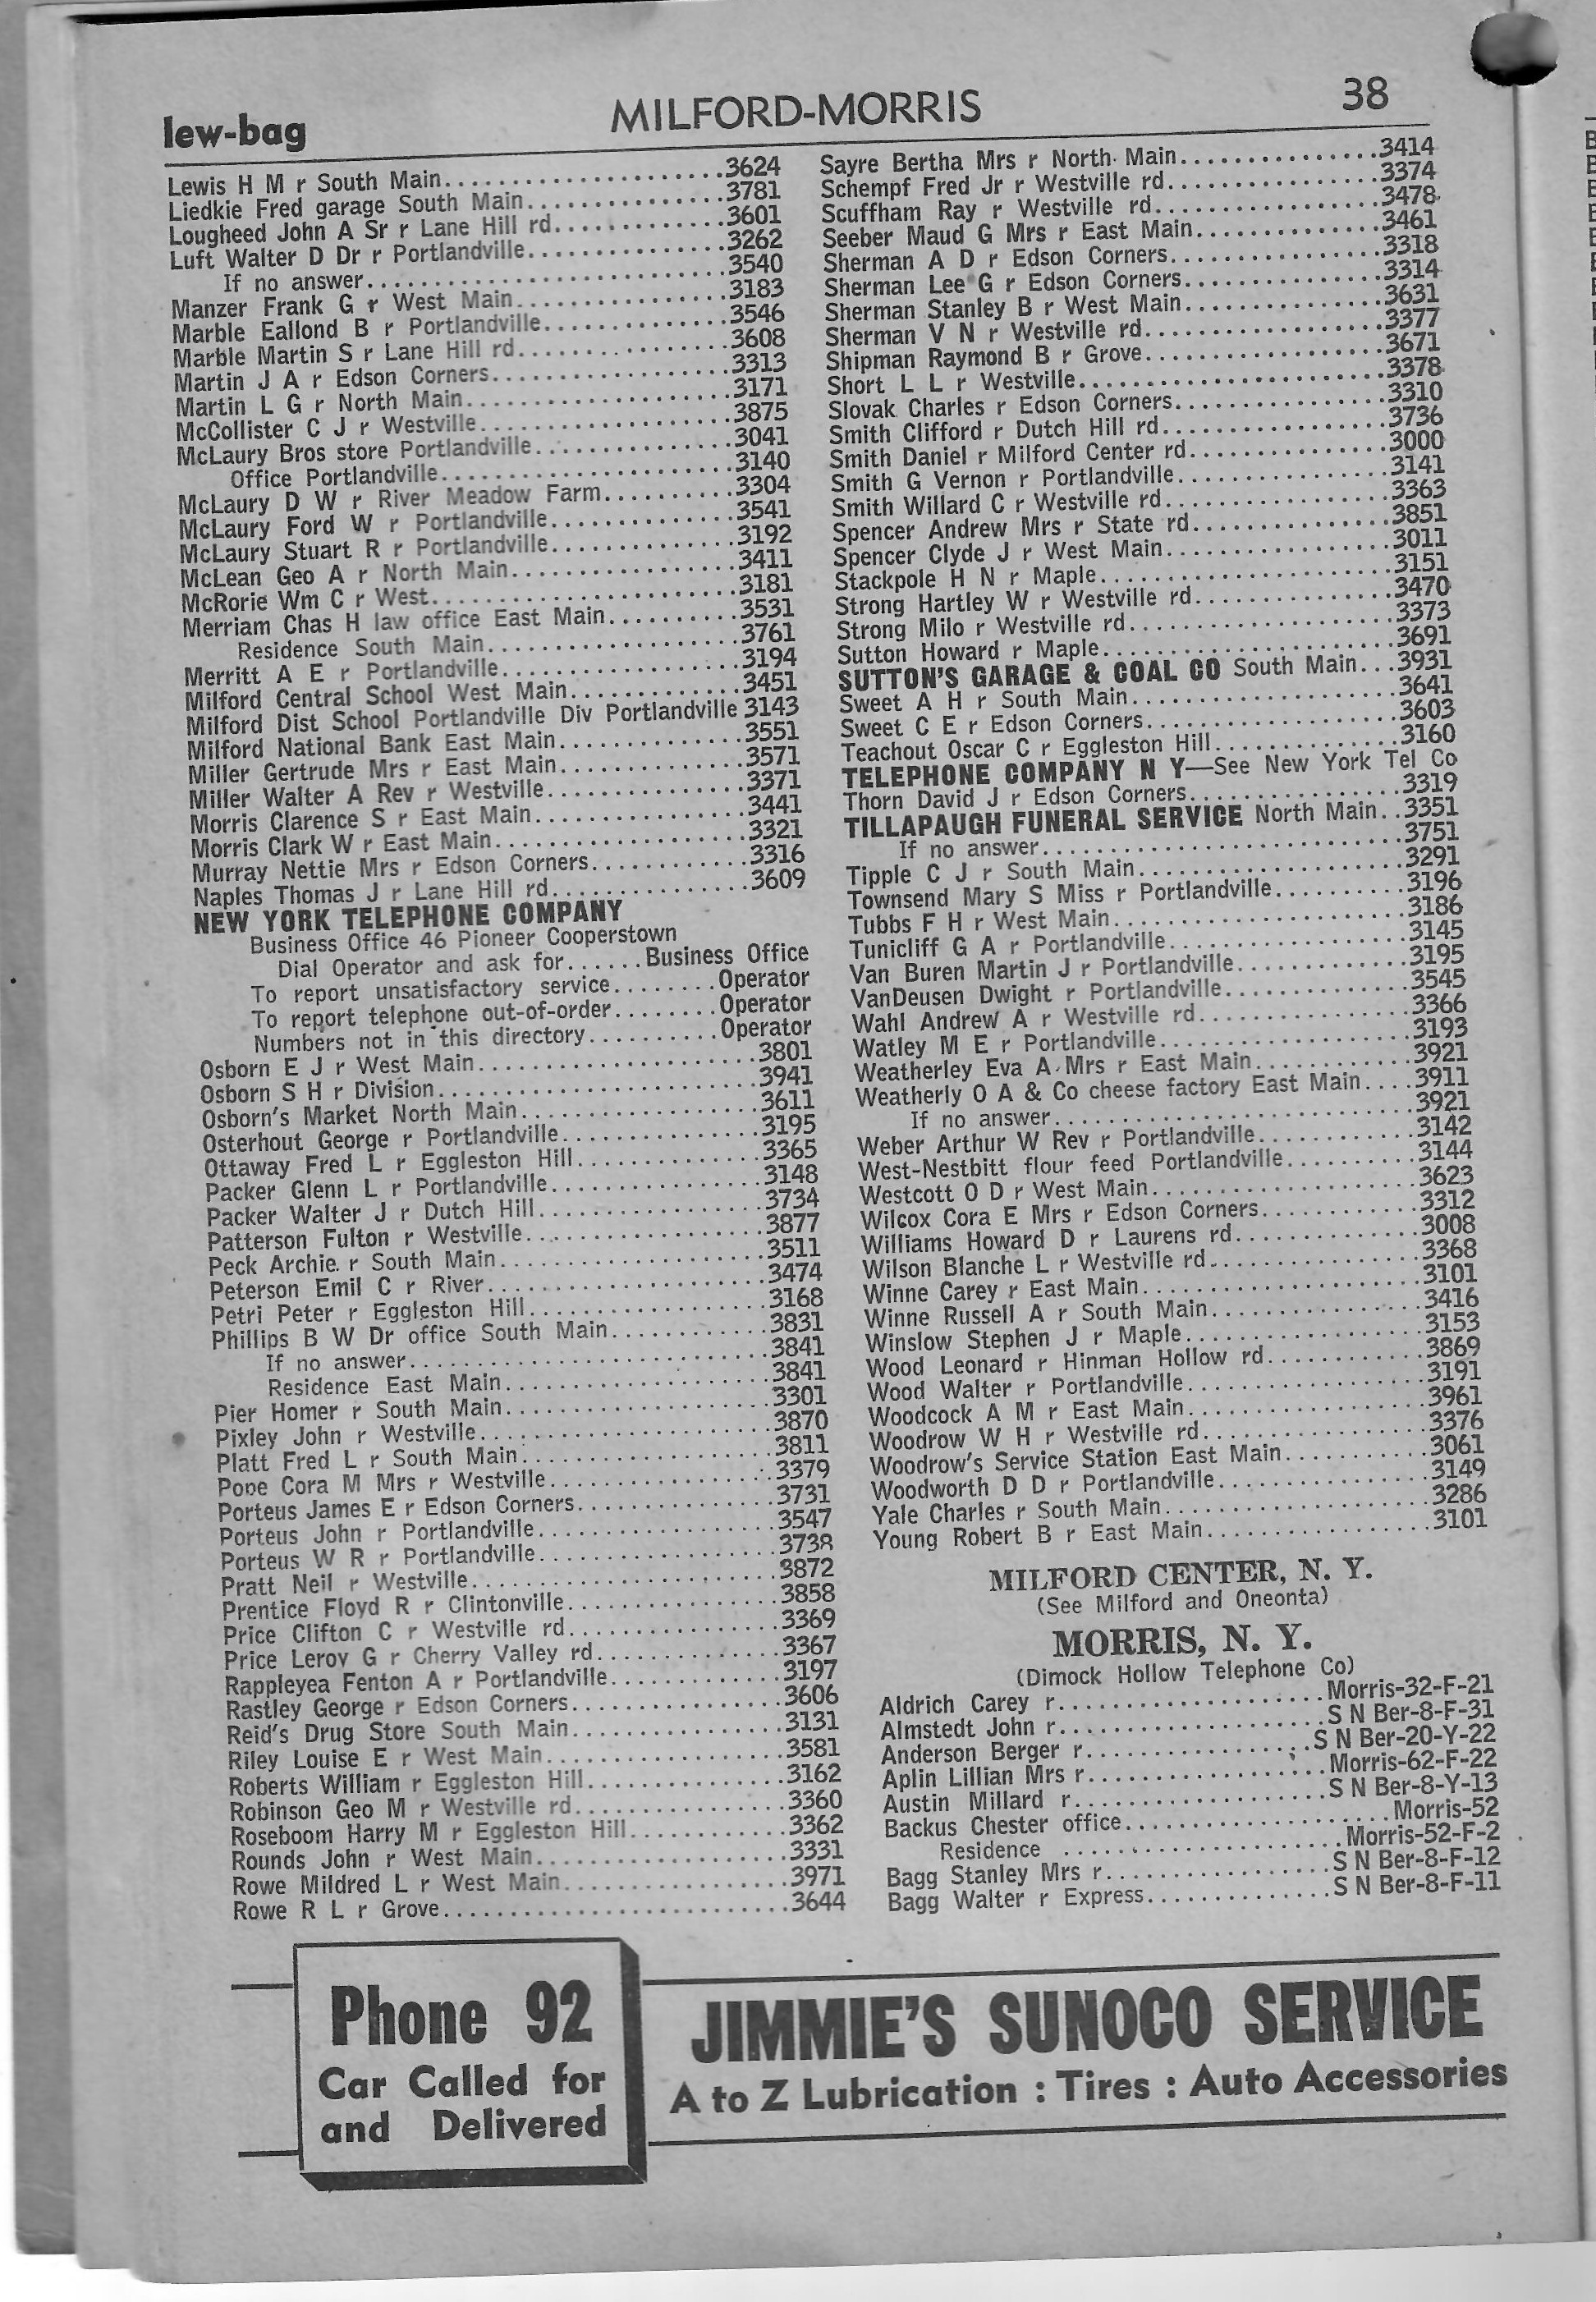 lew-bag
MILFORD-MORRIS
38
Lewis H M r South Main.....3624
Liedkie Fred garage South Main.....3781
Lougheed John A Sr r Lane Hill rd.....3601
Luft Walter D Dr r Portlandville.....3262
If no answer.....3540
Manzer Frank G r West Main.....3183
Marble Eallond B r Portlandville.....3546
Marble Martin S r Lane Hill rd.....3608
Martin J A r Edson Corners.....3313
Martin L G r North Main.....3171
McCollister C J r Westville.....3875
McLaury Bros store Portlandville.....3041
Office Portlandville.....3140
McLaury D W r River Meadow Farm.....3304
McLaury Ford W r Portlandville.....3541
McLaury Stuart R r Portlandville.....3192
McLean Geo A r North Main.....3411
McRorie Wm C r West.....3181
Merriam Chas H law office East Main.....3531
Residence South Main.....3761
Merritt A E r Portlandville.....3194
Milford Central School West Main.....3451
Milford Dist School Portlandville Div Portlandville 3143
Milford National Bank East Main.....3551
Miller Gertrude Mrs r East Main.....3571
Miller Walter A Rev r Westville.....3371
Morris Clarence S r East Main.....3441
Morris Clark W r East Main.....3321
Murray Nettie Mrs r Edson Corners.....3316
Naples Thomas J r Lane Hill rd.....3609
NEW YORK TELEPHONE COMPANY
Business Office 46 Pioneer Cooperstown
Dial Operator and ask for......Business Office
To report unsatisfactory service.....Operator
To report telephone out-of-order.....Operator
Numbers not in this directory.....Operator
Osborn E J r West Main.....3801
Osborn S H r Division.....3941
Osborn's Market North Main.....3611
Osterhout George r Portlandville.....3195
Ottaway Fred L r Eggleston Hill.....3365
Packer Glenn L r Portlandville.....3148
Packer Walter J r Dutch Hill.....3734
Patterson Fulton r Westville.....3877
Peck Archie r South Main.....3511
Peterson Emil C r River.....3474
Petri Peter r Eggleston Hill.....3168
Phillips B W Dr office South Main.....3831
If no answer.....3841
Residence East Main.....3841
Pier Homer r South Main.....3301
Pixley John r Westville.....3870
Platt Fred L r South Main.....3811
Pope Cora M Mrs r Westville.....3379
Porteus James E r Edson Corners.....3731
Porteus John r Portlandville.....3547
Porteus W R r Portlandville.....3738
Pratt Neil r Westville.....3872
Prentice Floyd R r Clintonville.....3858
Price Clifton C r Westville rd.....3369
Price Leroy G r Cherry Valley rd.....3367
Rappleyea Fenton A r Portlandville.....3197
Rastley George r Edson Corners.....3606
Reid's Drug Store South Main.....3131
Riley Louise E r West Main.....3581
Roberts William r Eggleston Hill.....3162
Robinson Geo M r Westville rd.....3360
Roseboom Harry M r Eggleston Hill.....3362
Rounds John r West Main.....3331
Rowe Mildred L r West Main.....3971
Rowe R L r Grove.....3644
Sayre Bertha Mrs r North Main.....3414
Schempf Fred Jr r Westville rd.....3374
Scuffham Ray r Westville rd.....3478
Seeber Maud G Mrs r East Main.....3461
Sherman A D r Edson Corners.....3318
Sherman Lee G r Edson Corners.....3314
Sherman Stanley B r West Main.....3631
Sherman V N r Westville rd.....3377
Shipman Raymond B r Grove.....3671
Short L L r Westville.....3378
Slovak Charles r Edson Corners.....3310
Smith Clifford r Dutch Hill rd.....3736
Smith Daniel r Milford Center rd.....3000
Smith G Vernon r Portlandville.....3141
Smith Willard C r Westville rd.....3363
Spencer Andrew Mrs r State rd.....3851
Spencer Clyde J r West Main.....3011
Stackpole H N r Maple.....3151
Strong Hartley W r Westville rd.....3470
Strong Milo r Westville rd.....3373
Sutton Howard r Maple.....3691
SUTTON'S GARAGE & COAL CO South Main...3931
Sweet A H r South Main.....3641
Sweet C E r Edson Corners.....3603
Teachout Oscar C r Eggleston Hill.....3160
TELEPHONE COMPANY N Y—See New York Tel Co
Thorn David J r Edson Corners.....3319
TILLAPAUGH FUNERAL SERVICE North Main..3351
If no answer.....3751
Tipple C J r South Main.....3291
Townsend Mary S Miss r Portlandville.....3196
Tubbs F H r West Main.....3186
Tunicliff G A r Portlandville.....3145
Van Buren Martin J r Portlandville.....3195
VanDeusen Dwight r Portlandville.....3545
Wahl Andrew A r Westville rd.....3366
Watley M E r Portlandville.....3193
Weatherley Eva A Mrs r East Main.....3921
Weatherly O A & Co cheese factory East Main....3911
If no answer.....3921
Weber Arthur W Rev r Portlandville.....3142
West-Nestbitt flour feed Portlandville.....3144
Westcott O D r West Main.....3623
Wilcox Cora E Mrs r Edson Corners.....3312
Williams Howard D r Laurens rd.....3008
Wilson Blanche L r Westville rd.....3368
Winne Carey r East Main.....3101
Winne Russell A r South Main.....3416
Winslow Stephen J r Maple.....3153
Wood Leonard r Hinman Hollow rd.....3869
Wood Walter r Portlandville.....3191
Woodcock A M r East Main.....3961
Woodrow W H r Westville rd.....3376
Woodrow's Service Station East Main.....3061
Woodworth D D r Portlandville.....3149
Yale Charles r South Main.....3286
Young Robert B r East Main.....3101
MILFORD CENTER, N. Y.
(See Milford and Oneonta)
MORRIS, N. Y.
(Dimock Hollow Telephone Co)
Aldrich Carey r.....Morris-32-F-21
Almstedt John r.....S N Ber-8-F-31
Anderson Berger r.....S N Ber-20-Y-22
Aplin Lillian Mrs r.....Morris-62-F-22
Austin Millard r.....S N Ber-8-Y-13
Backus Chester office.....Morris-52
Residence.....Morris-52-F-2
Bagg Stanley Mrs r.....S N Ber-8-F-12
Bagg Walter r Express.....S N Ber-8-F-11
Phone 92
Car Called for
and Delivered
JIMMIE'S SUNOCO SERVICE
A to Z Lubrication : Tires : Auto Accessories